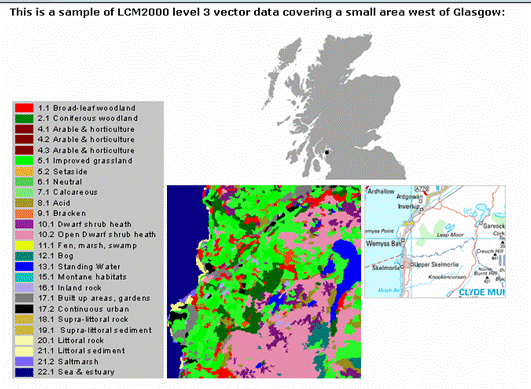 This is a sample of LCM2000 level 3 vector data covering a small area west of Glasgow:
1.1 Broad-leaf woodland
2.1 Coniferous woodland
4.1 Arable & horticulture
4.2 Arable & horticulture
4.3 Arable & horticulture
5.1 Improved grassland
5.2 Setaside
6.1 Neutral
7.1 Calcareous
8.1 Acid
9.1 Bracken
10.1 Dwarf shrub heath
10.2 Open Dwarf shrub heath
11.1 Fen, marsh, swamp
12.1 Bog
13.1 Standing Water
15.1 Montane habitats
16.1 Inland rock
17.1 Built up areas, gardens
17.2 Continuous urban
18.1 Supra-littoral rock
19.1 Supra-littoral sediment
20.1 Littoral rock
21.1 Littoral sediment
21.2 Saltmarsh
22.1 Sea & estuary
Ardhallow
A770
Ardgowan
Inverkip
Leap Moor
Garvock
Wemyss Bay
Creuch Hill
Skelmorlie
Upper Skelmorlie
Burnt Hill
CLYDE MUI